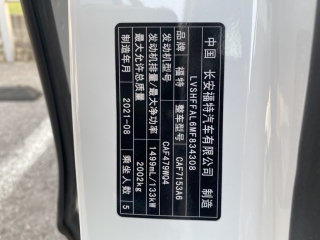 中国 长安福特汽车有限公司 制造
LVSHFFAL6MF834308
品牌 福特 整车型号 CAF7153A6
发动机型号 CAF479WQ4
发动机排量/最大净功率 1499mL/133kW
最大允许总质量 2002kg
制造年月 2021-08 乘坐人数 5